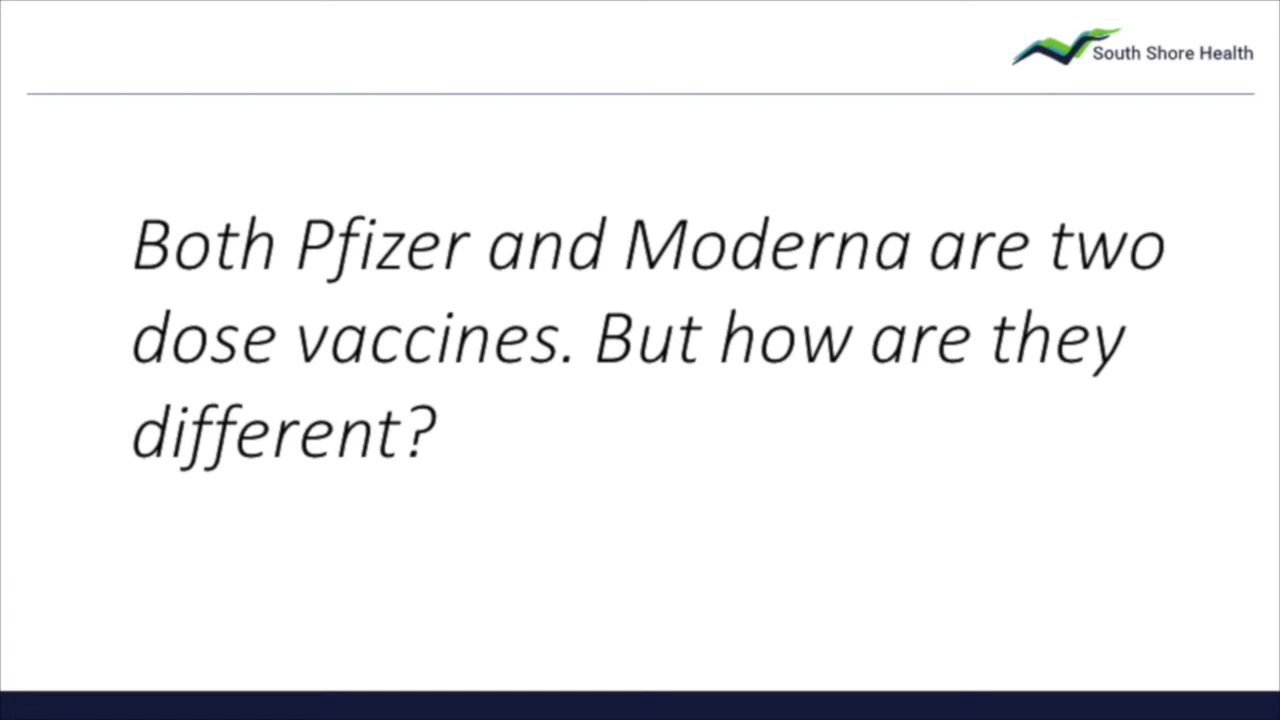 South Shore Health
Both Pfizer and Moderna are two
dose vaccines. But how are they
different?